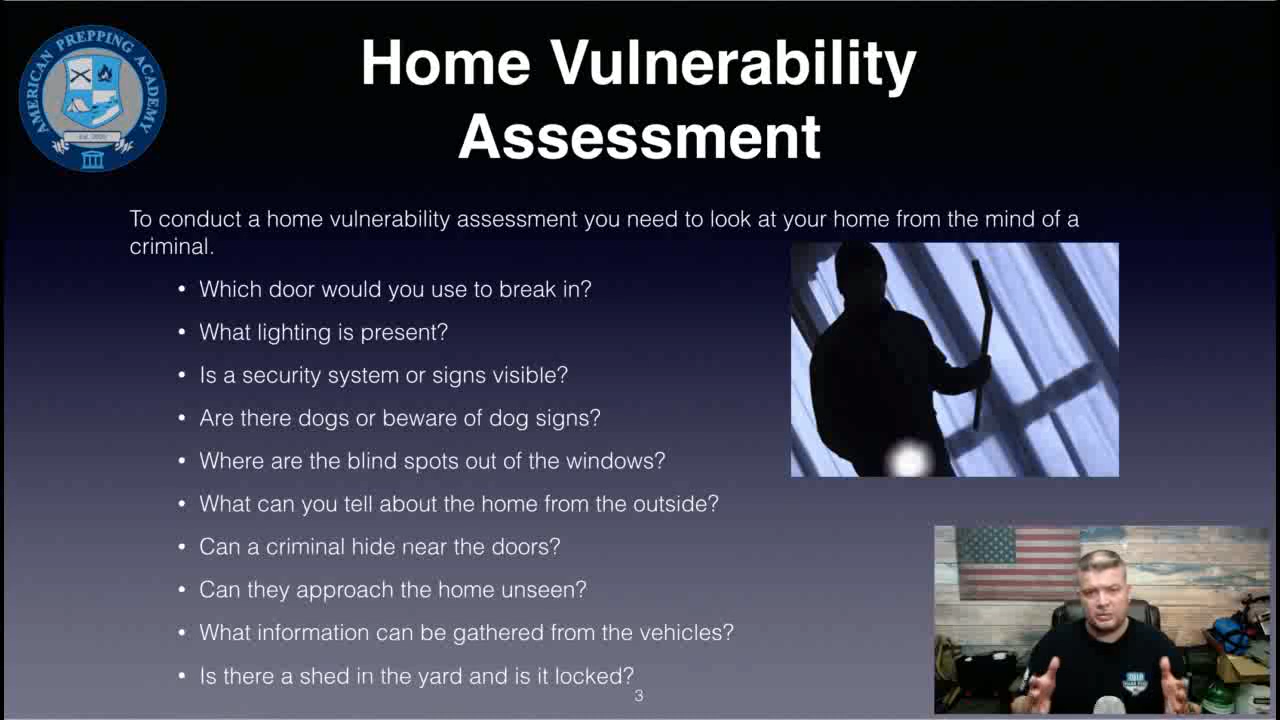 AMERICAN PREPPING ACADEMY
Home Vulnerability
Assessment
To conduct a home vulnerability assessment you need to look at your home from the mind of a
criminal.
• Which door would you use to break in?
• What lighting is present?
• Is a security system or signs visible?
• Are there dogs or beware of dog signs?
• Where are the blind spots out of the windows?
• What can you tell about the home from the outside?
• Can a criminal hide near the doors?
• Can they approach the home unseen?
• What information can be gathered from the vehicles?
• Is there a shed in the yard and is it locked?
3